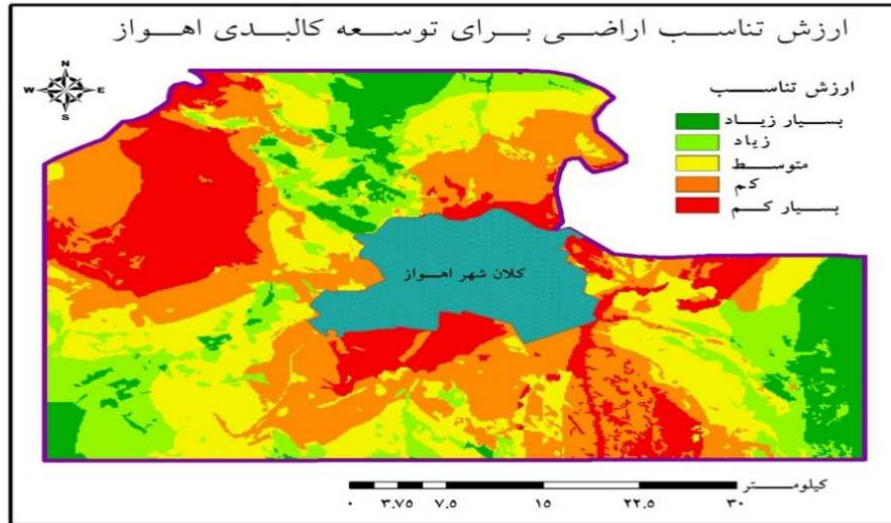 ارزش تناسب اراضی برای توسعه کالبدی اهواز
N
W E
S
ارزش تناسب
بسیار زیاد
زیاد
متوسط
کم
بسیار کم
کلان شهر اهواز
کیلومتر
۰ ۳.۷۵ ۷.۵ ۱۵ ۲۲.۵ ۳۰